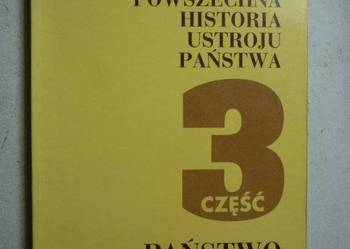 POWSZECHNA
HISTORIA
USTROJU
PAŃSTWA
3
CZĘŚĆ
PAŃSTWO